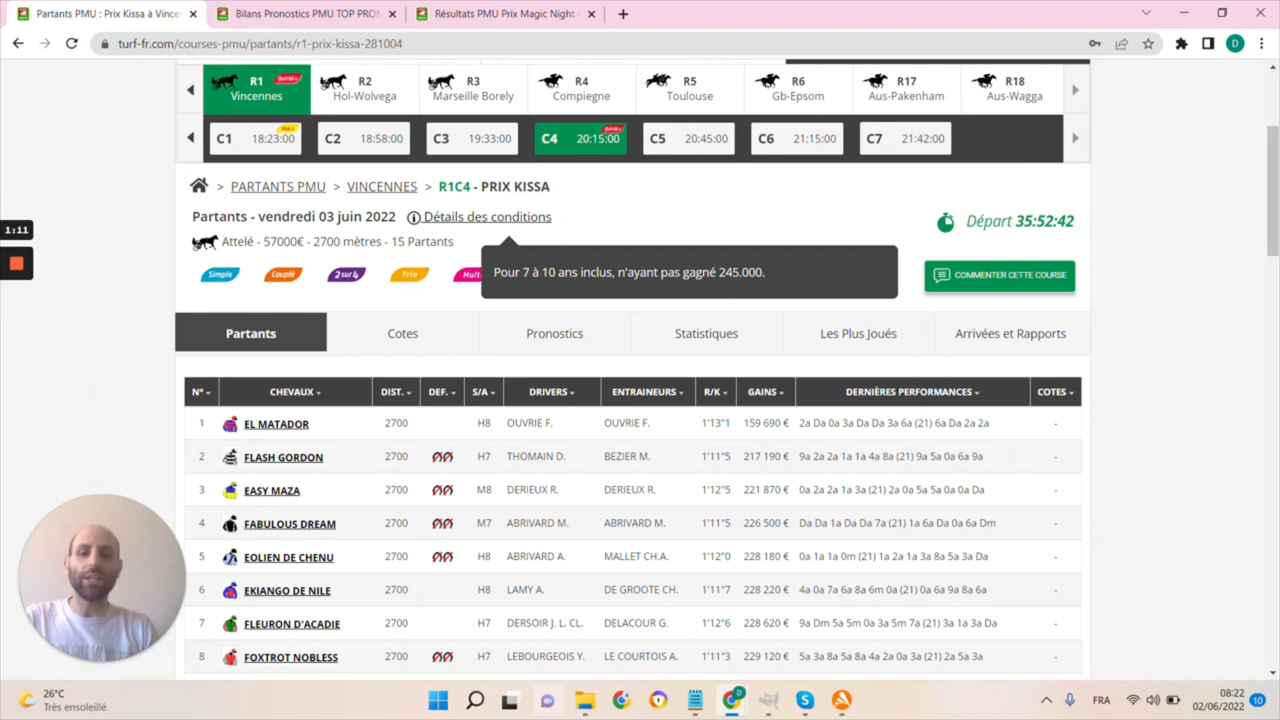 Partants PMU : Prix Kissa à Vince
Bilans Pronostics PMU TOP PRON
Résultats PMU Prix Magic Night
turf-fr.com/courses-pmu/partants/r1-prix-kissa-281004
D
R1 Quinté+
Vincennes
R2
Hol-Wolvega
R3
Marseille Borely
R4
Compiegne
R5
Toulouse
R6
Gb-Epsom
R17
Aus-Pakenham
R18
Aus-Wagga
C1 18:23:00
C2 18:58:00
C3 19:33:00
C4 20:15:00
C5 20:45:00
C6 21:15:00
C7 21:42:00
> PARTANTS PMU > VINCENNES > R1C4 - PRIX KISSA
Partants - vendredi 03 juin 2022 Détails des conditions
Départ 35:52:42
1:11
Attelé - 57000€ - 2700 mètres - 15 Partants
Pour 7 à 10 ans inclus, n'ayant pas gagné 245.000.
Simple Couplé 2sur4 Trio Mult
COMMENTER CETTE COURSE
Partants Cotes Pronostics Statistiques Les Plus Joués Arrivées et Rapports
N° CHEVAUX DIST. DEF. S/A DRIVERS ENTRAINEURS R/K GAINS DERNIÈRES PERFORMANCES COTES
1 EL MATADOR 2700 H8 OUVRIE F. OUVRIE F. 1'13"1 159 690 € 2a Da 0a 3a Da Da 3a 6a (21) 6a Da 2a 2a -
2 FLASH GORDON 2700 H7 THOMAIN D. BEZIER M. 1'11"5 217 190 € 9a 2a 2a 1a 1a 4a 8a (21) 9a 5a 0a 6a 9a -
3 EASY MAZA 2700 M8 DERIEUX R. DERIEUX R. 1'12"5 221 870 € 0a 2a 2a 1a 3a (21) 2a 0a 5a 5a 0a 0a Da -
4 FABULOUS DREAM 2700 M7 ABRIVARD M. ABRIVARD M. 1'11"5 226 500 € Da Da 1a Da Da 7a (21) 1a 6a Da 0a 6a Dm -
5 EOLIEN DE CHENU 2700 H8 ABRIVARD A. MALLET CH.A. 1'12"0 228 180 € 0a 1a 1a 0m (21) 1a 2a 1a 3a 8a 5a 3a Da -
6 EKIANGO DE NILE 2700 H8 LAMY A. DE GROOTE CH. 1'11"7 228 220 € 4a 0a 7a 6a 8a 6m 0a (21) 0a 6a 9a 8a 6a -
7 FLEURON D'ACADIE 2700 H7 DERSOIR J. L. CL. DELACOUR G. 1'12"6 228 620 € 9a Dm 5a 5m 0a 3a 5m 7a (21) 3a 1a 3a Da -
8 FOXTROT NOBLESS 2700 H7 LEBOURGEOIS Y. LE COURTOIS A. 1'11"3 229 120 € 5a 3a 8a 5a 8a 4a 2a 0a 3a (21) 2a 5a 3a -
26°C
Très ensoleillé
FRA
08:22
02/06/2022
10